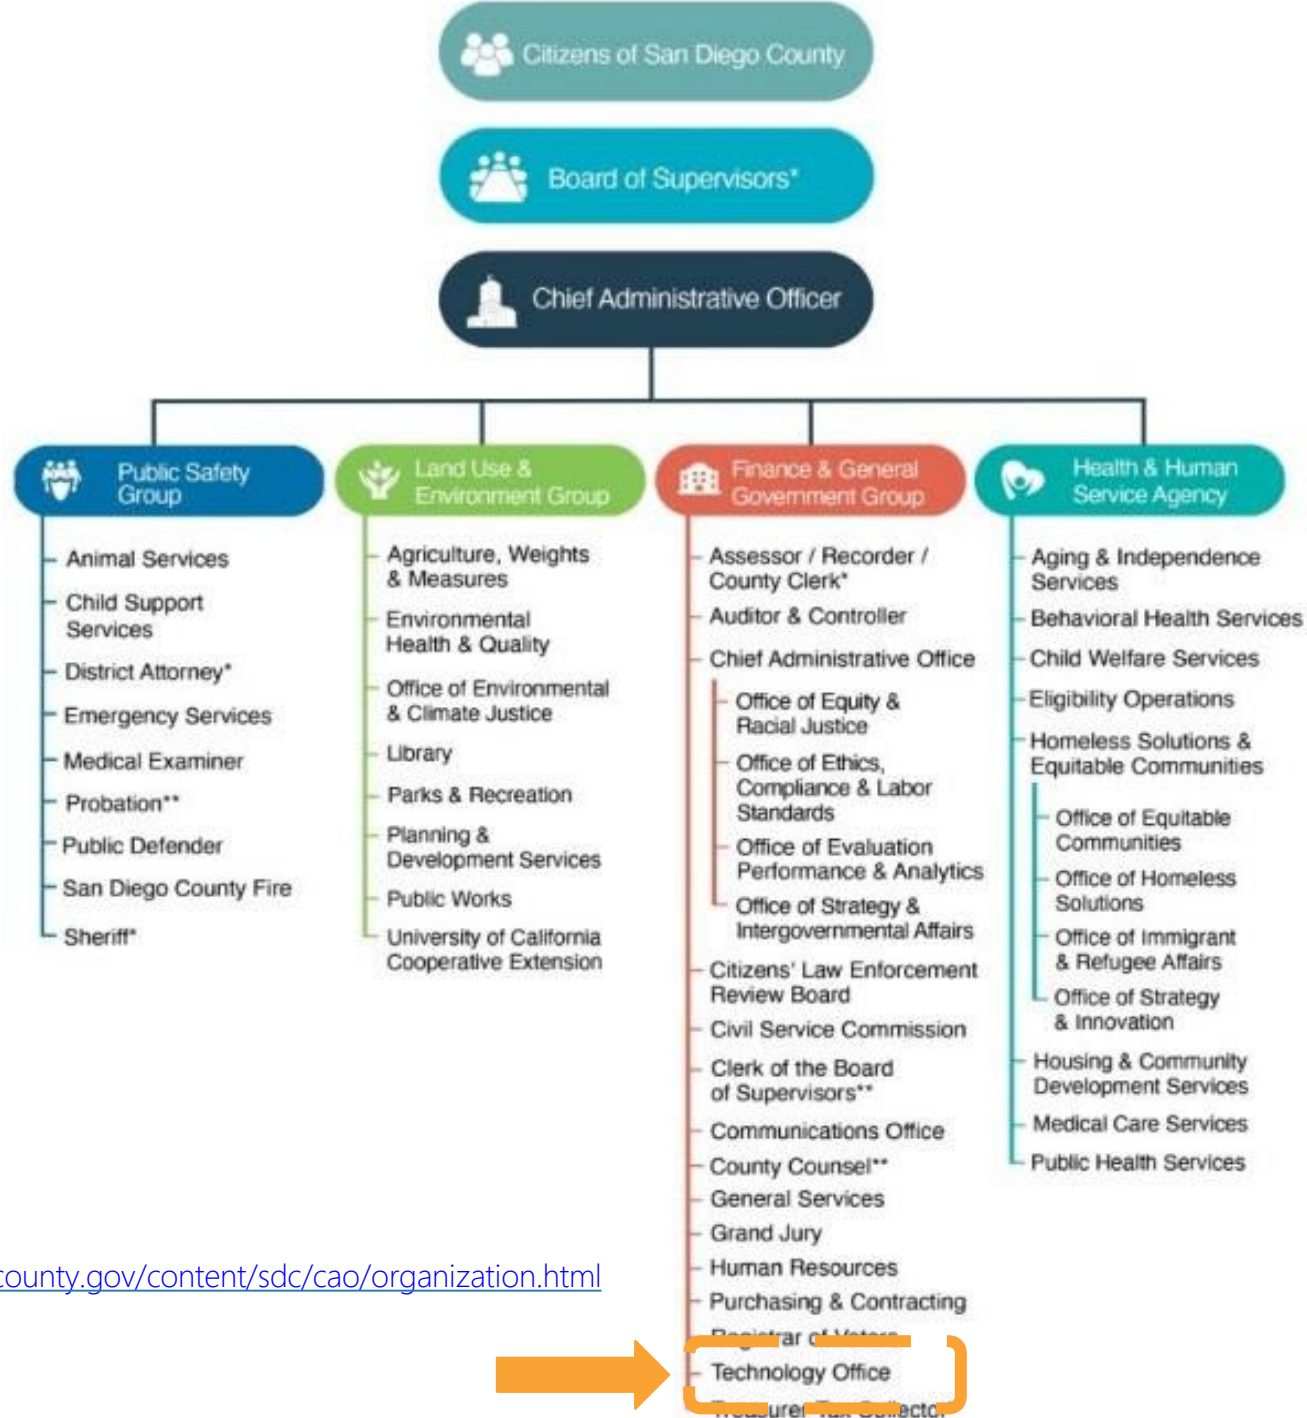 Citizens of San Diego County
Board of Supervisors*
Chief Administrative Officer
Public Safety
Group
Animal Services
Child Support
Services
District Attorney*
Emergency Services
Medical Examiner
Probation**
Public Defender
San Diego County Fire
Sheriff*
Land Use &
Environment Group
Agriculture, Weights
& Measures
Environmental
Health & Quality
Office of Environmental
& Climate Justice
Library
Parks & Recreation
Planning &
Development Services
Public Works
University of California
Cooperative Extension
Finance & General
Government Group
Assessor / Recorder /
County Clerk*
Auditor & Controller
Chief Administrative Office
Office of Equity &
Racial Justice
Office of Ethics,
Compliance & Labor
Standards
Office of Evaluation
Performance & Analytics
Office of Strategy &
Intergovernmental Affairs
Citizens' Law Enforcement
Review Board
Civil Service Commission
Clerk of the Board
of Supervisors**
Communications Office
County Counsel**
General Services
Grand Jury
Human Resources
Purchasing & Contracting
Registrar of Voters
Technology Office
Treasurer Tax Collector
Health & Human
Service Agency
Aging & Independence
Services
Behavioral Health Services
Child Welfare Services
Eligibility Operations
Homeless Solutions &
Equitable Communities
Office of Equitable
Communities
Office of Homeless
Solutions
Office of Immigrant
& Refugee Affairs
Office of Strategy
& Innovation
Housing & Community
Development Services
Medical Care Services
Public Health Services
county.gov/content/sdc/cao/organization.html